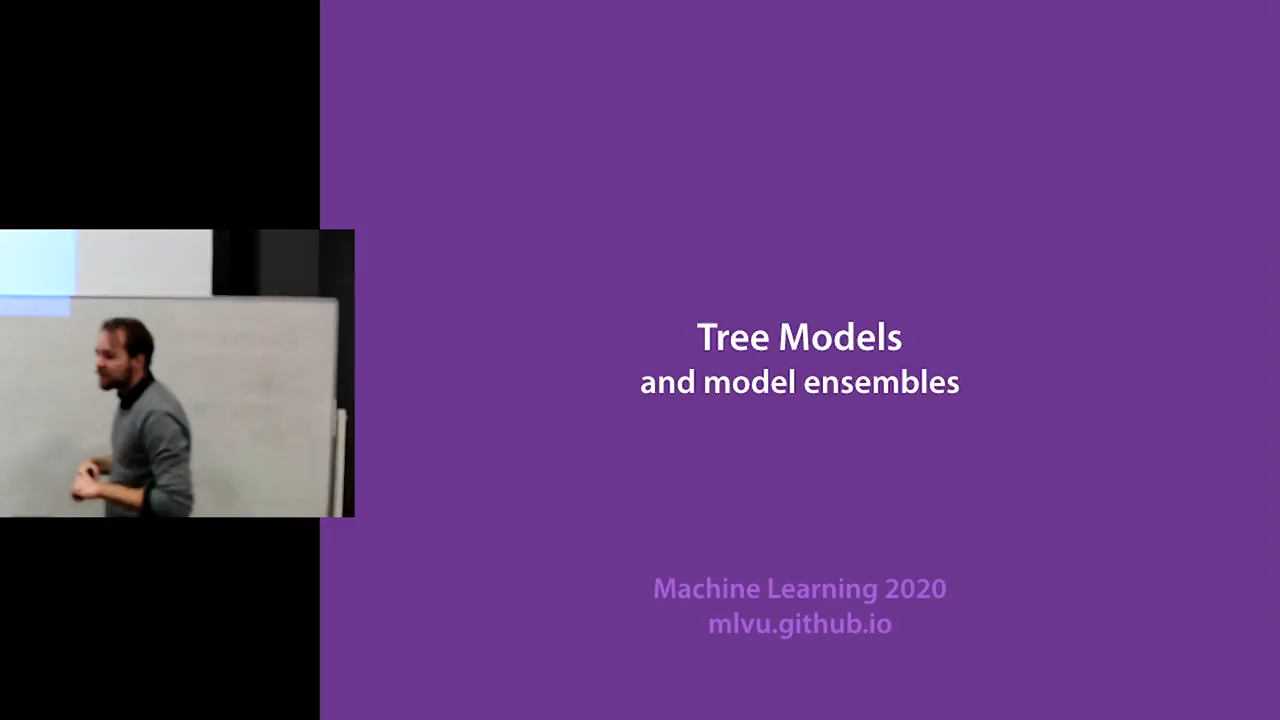 Tree Models
and model ensembles
Machine Learning 2020
mlvu.github.io